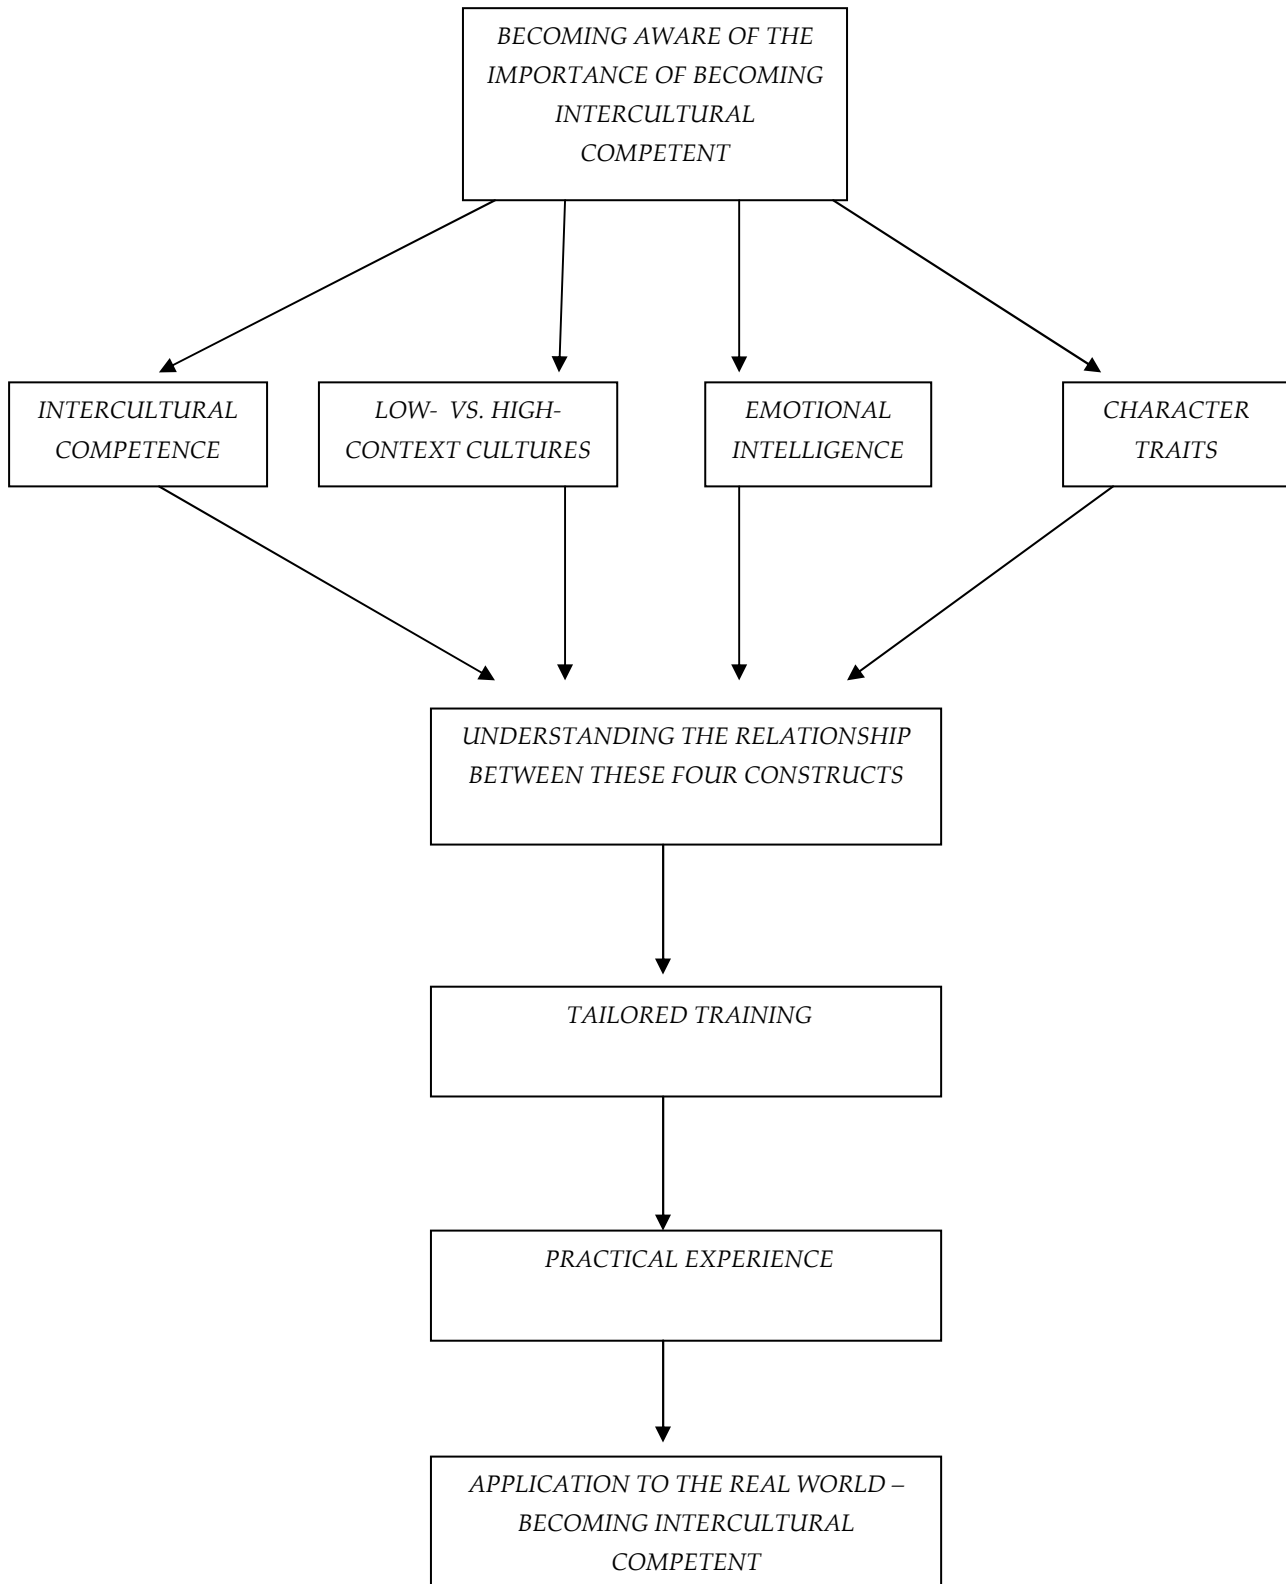 BECOMING AWARE OF THE
IMPORTANCE OF BECOMING
INTERCULTURAL
COMPETENT
INTERCULTURAL
COMPETENCE
LOW- VS. HIGH-
CONTEXT CULTURES
EMOTIONAL
INTELLIGENCE
CHARACTER
TRAITS
UNDERSTANDING THE RELATIONSHIP
BETWEEN THESE FOUR CONSTRUCTS
TAILORED TRAINING
PRACTICAL EXPERIENCE
APPLICATION TO THE REAL WORLD –
BECOMING INTERCULTURAL
COMPETENT